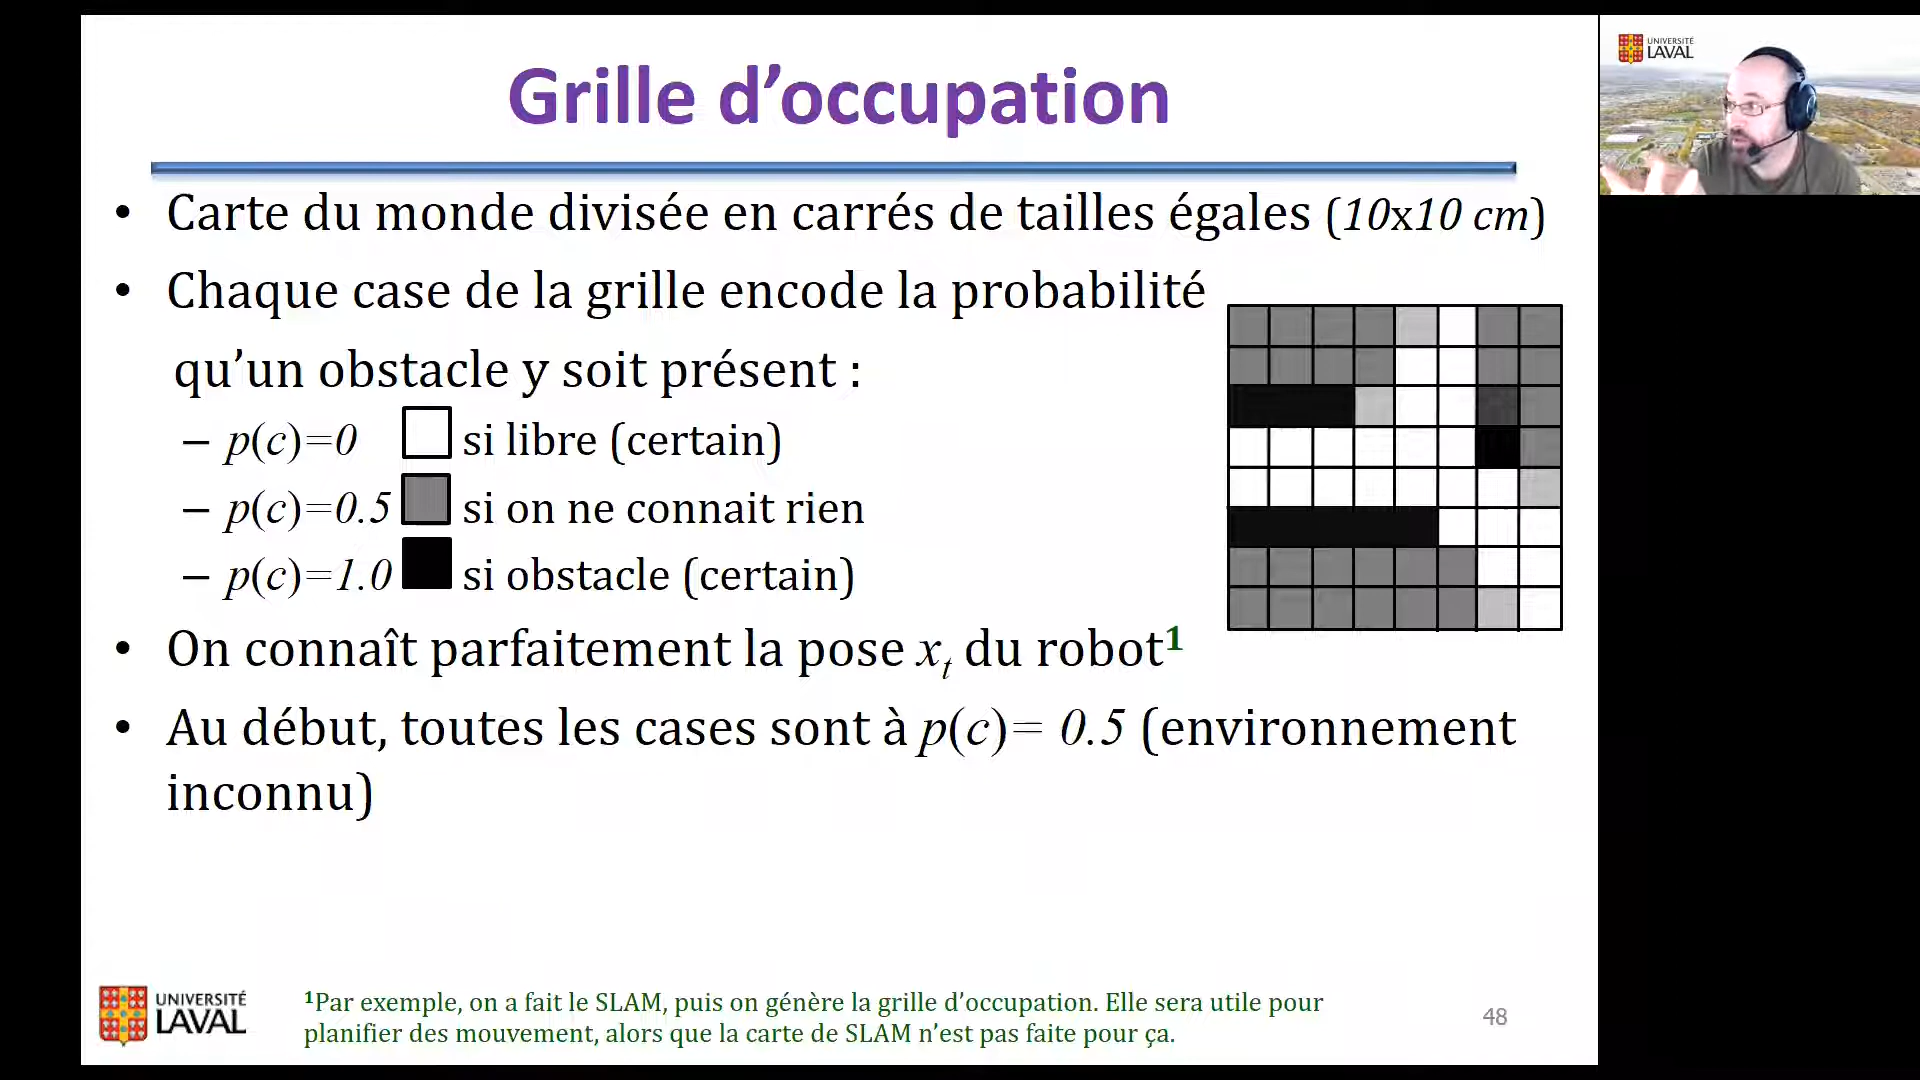 Grille d’occupation
• Carte du monde divisée en carrés de tailles égales (10x10 cm)
• Chaque case de la grille encode la probabilité
qu’un obstacle y soit présent :
– p(c)=0 si libre (certain)
– p(c)=0.5 si on ne connait rien
– p(c)=1.0 si obstacle (certain)
• On connaît parfaitement la pose xₜ du robot¹
• Au début, toutes les cases sont à p(c)= 0.5 (environnement
inconnu)
UNIVERSITÉ
LAVAL
¹Par exemple, on a fait le SLAM, puis on génère la grille d’occupation. Elle sera utile pour
planifier des mouvement, alors que la carte de SLAM n’est pas faite pour ça.
48
UNIVERSITÉ
LAVAL